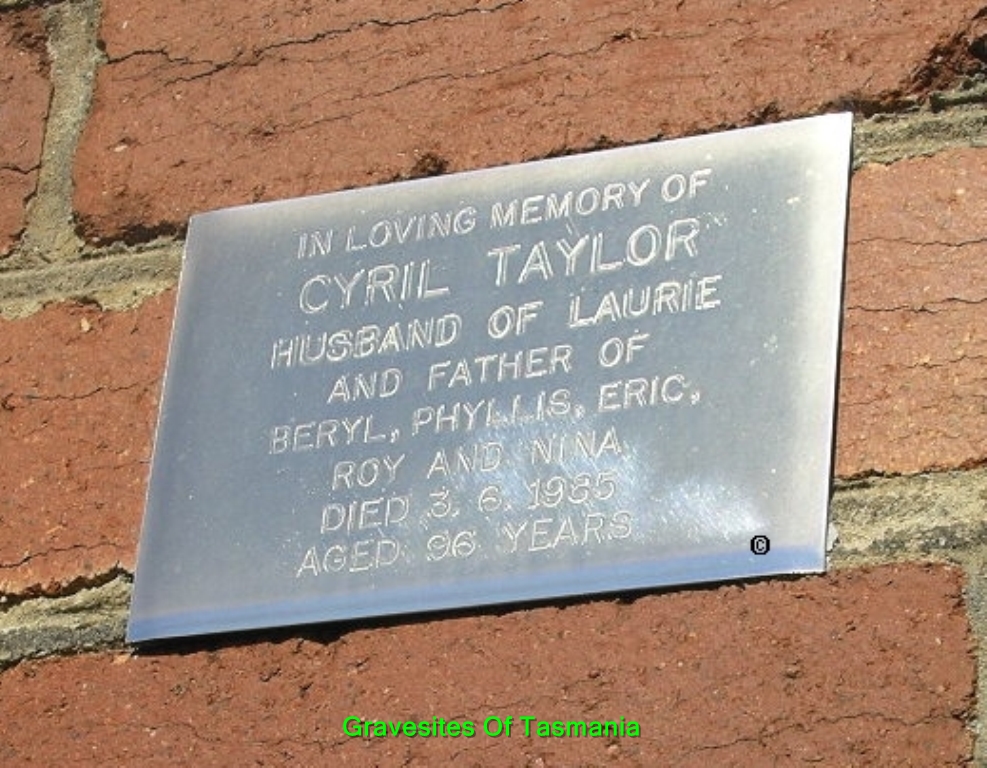 IN LOVING MEMORY OF
CYRIL TAYLOR
HUSBAND OF LAURIE
AND FATHER OF
BERYL, PHYLLIS, ERIC,
ROY AND NINA
DIED 3. 6. 1985
AGED 96 YEARS
©
Gravesites Of Tasmania